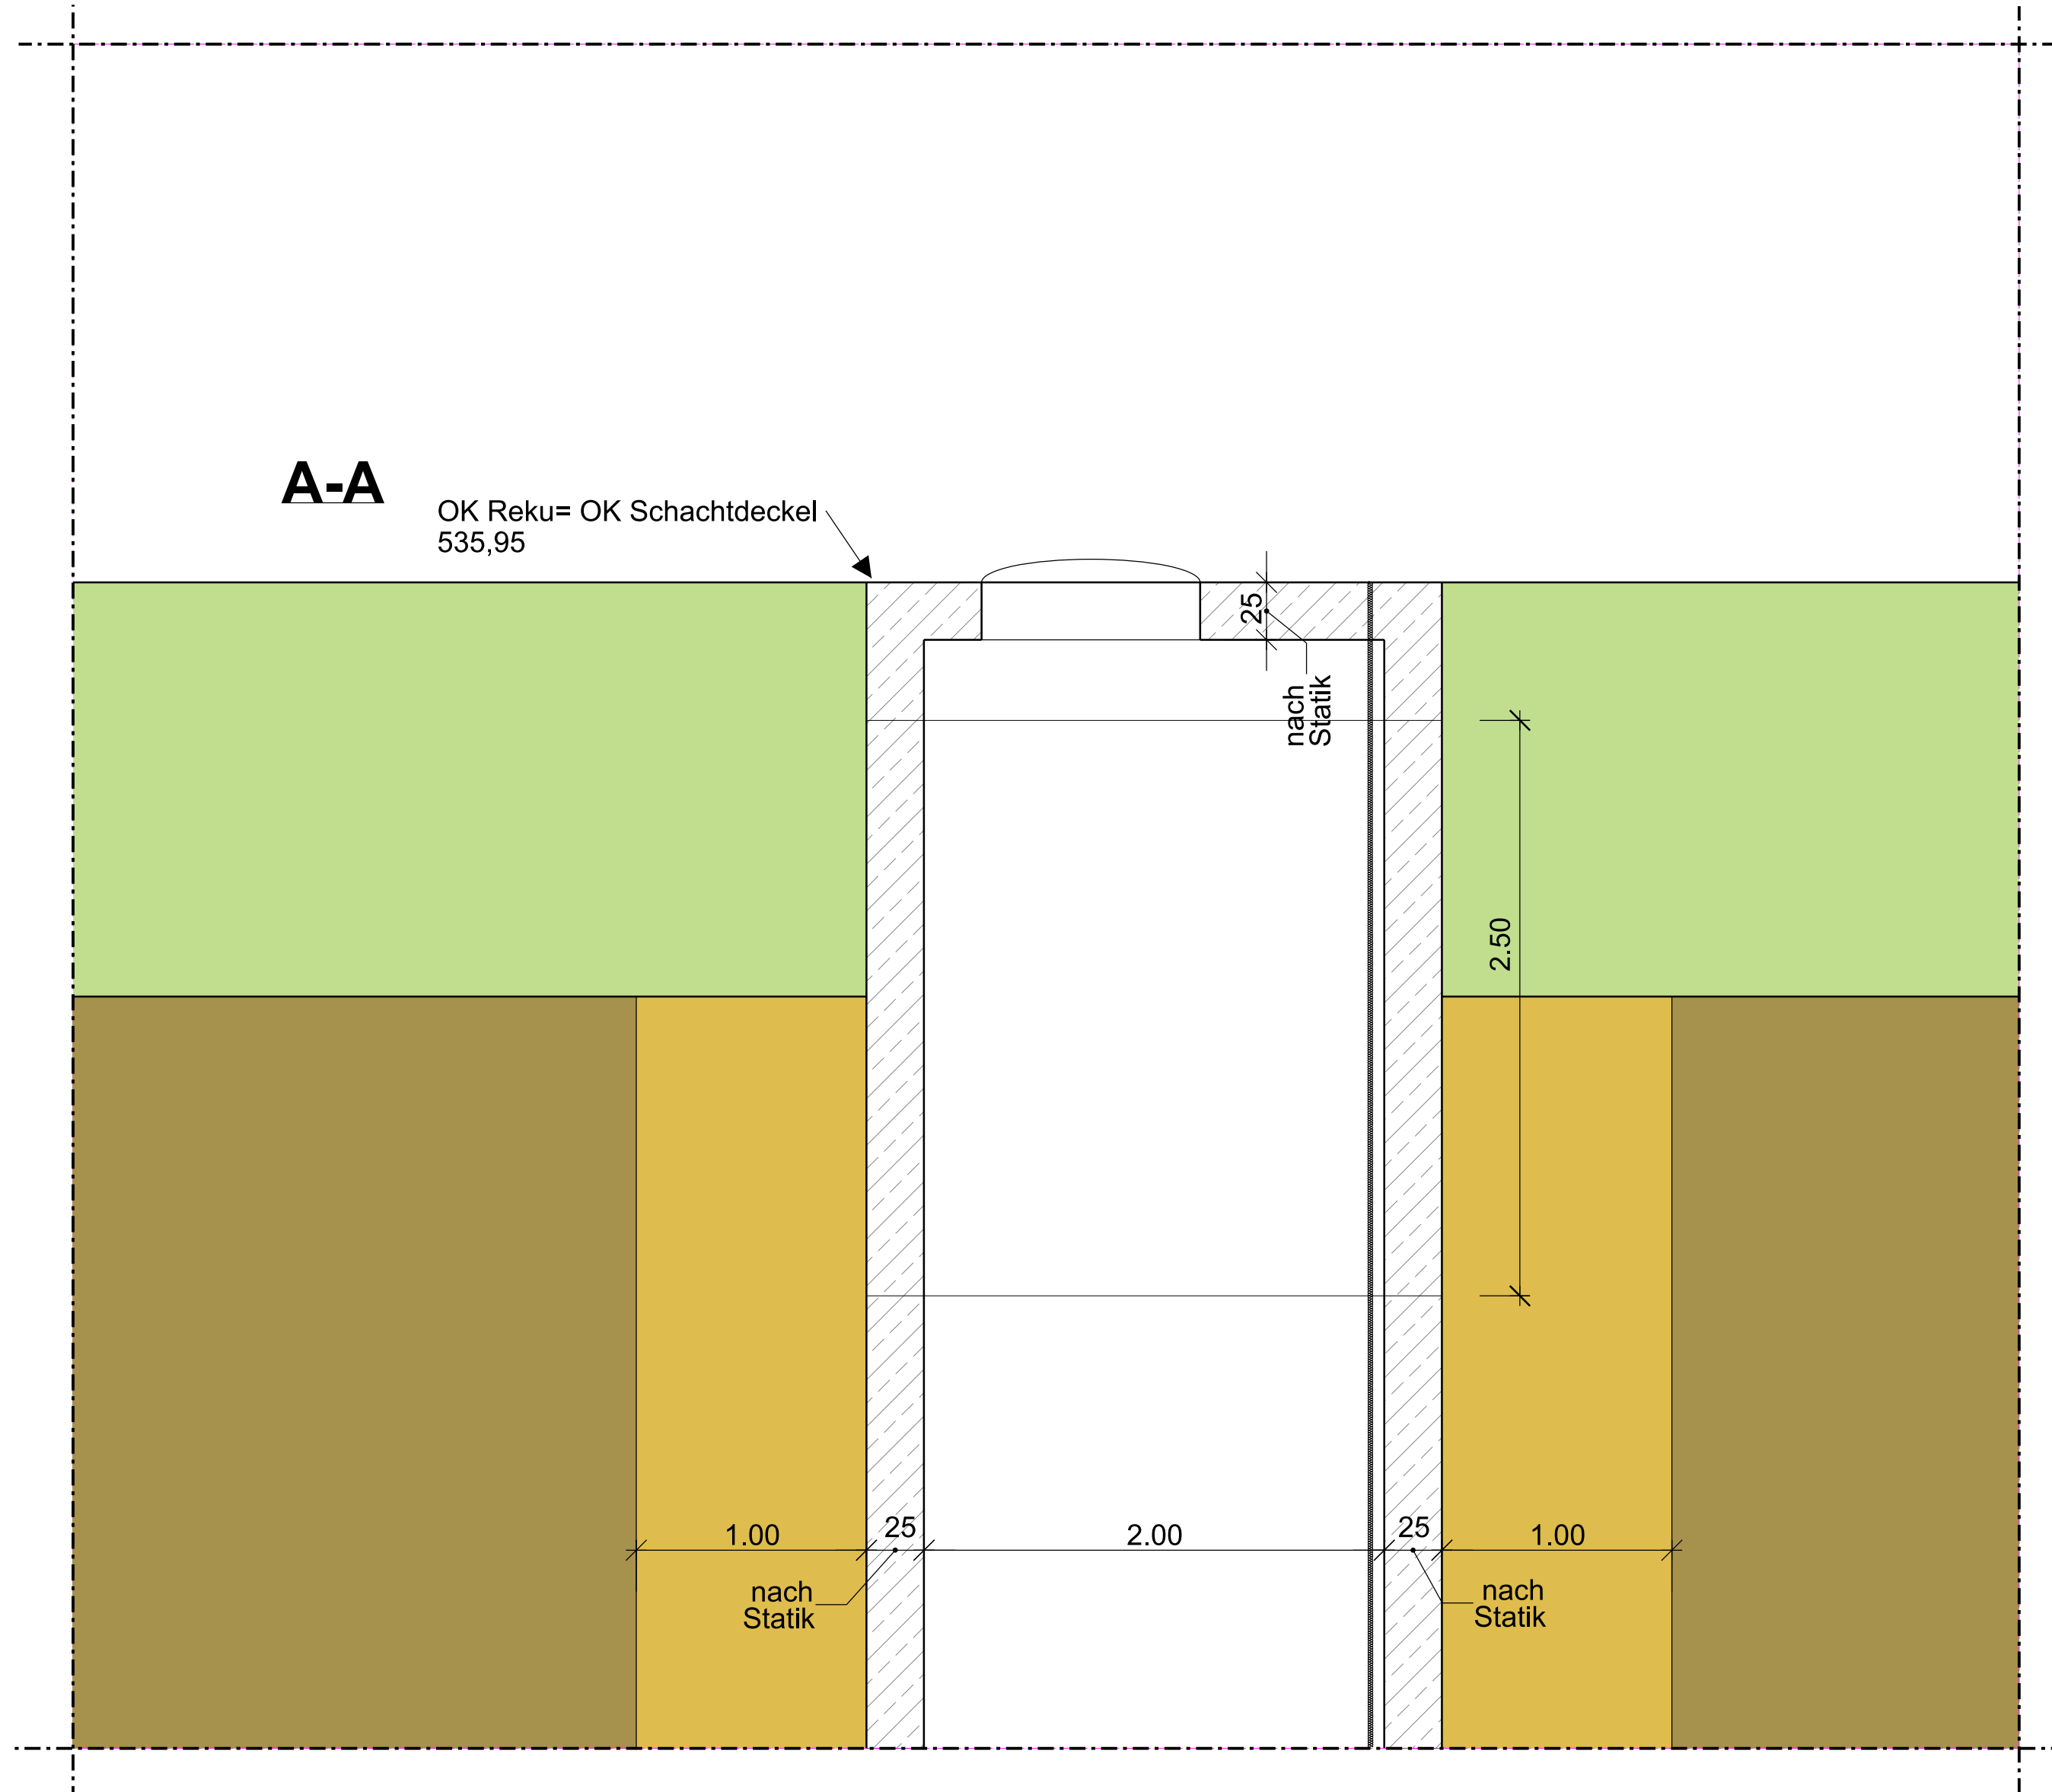 A-A
OK Reku= OK Schachtdeckel
535,95
25
nach
Statik
2.50
1.00
25
2.00
25
1.00
nach
Statik
nach
Statik